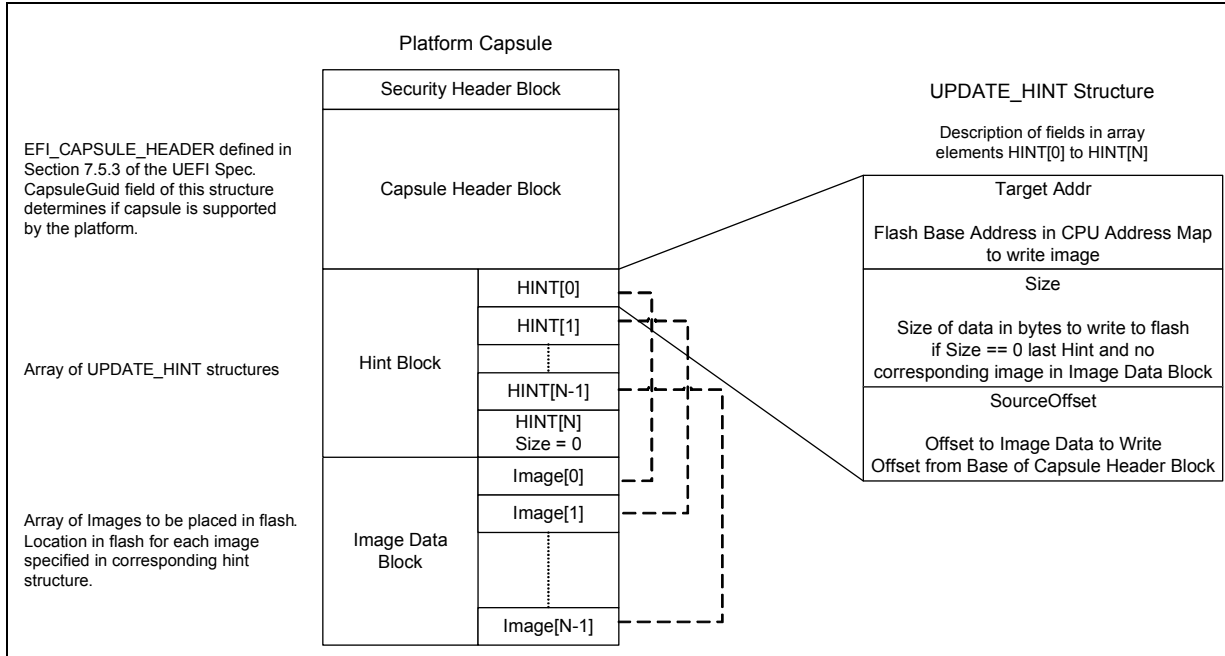 Platform Capsule
Security Header Block
EFI_CAPSULE_HEADER defined in
Section 7.5.3 of the UEFI Spec.
CapsuleGuid field of this structure
determines if capsule is supported
by the platform.
Capsule Header Block
Array of UPDATE_HINT structures
Hint Block
HINT[0]
HINT[1]
HINT[N-1]
HINT[N]
Size = 0
Array of Images to be placed in flash.
Location in flash for each image
specified in corresponding hint
structure.
Image Data
Block
Image[0]
Image[1]
Image[N-1]
UPDATE_HINT Structure
Description of fields in array
elements HINT[0] to HINT[N]
Target Addr
Flash Base Address in CPU Address Map
to write image
Size
Size of data in bytes to write to flash
if Size == 0 last Hint and no
corresponding image in Image Data Block
SourceOffset
Offset to Image Data to Write
Offset from Base of Capsule Header Block